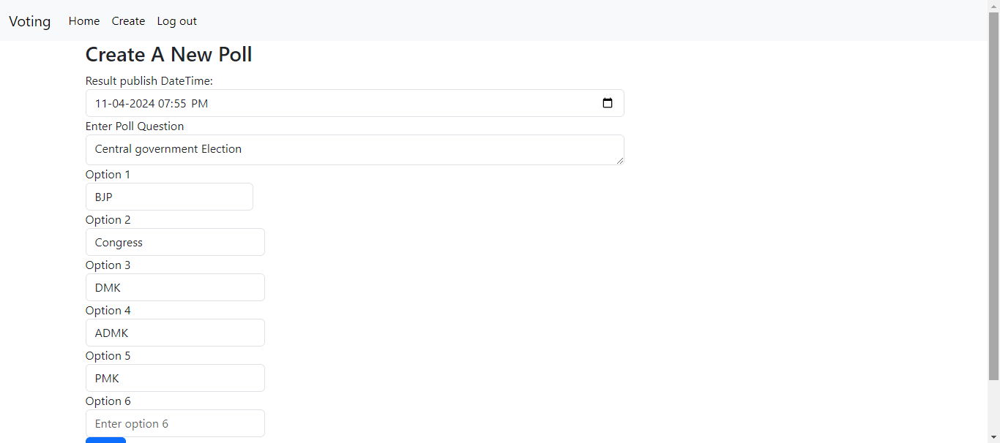 Voting Home Create Log out
Create A New Poll
Result publish DateTime:
11-04-2024 07:55 PM
Enter Poll Question
Central government Election
Option 1
BJP
Option 2
Congress
Option 3
DMK
Option 4
ADMK
Option 5
PMK
Option 6
Enter option 6